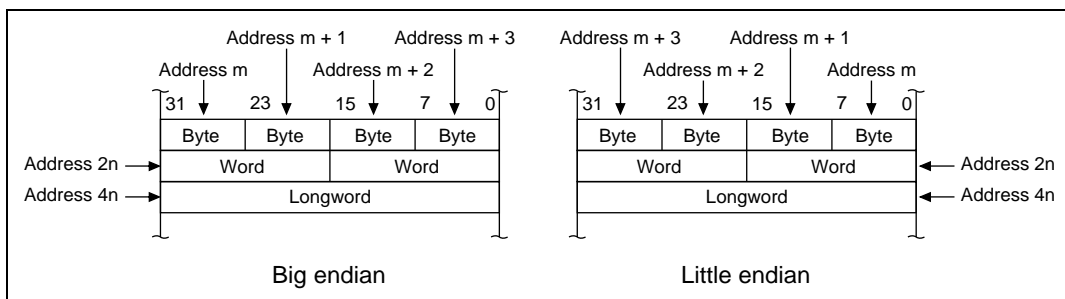 Address m + 1 Address m + 3 Address m + 3 Address m + 1
Address m Address m + 2 Address m + 2 Address m
31 23 15 7 0 31 23 15 7 0
Byte Byte Byte Byte Byte Byte Byte Byte
Address 2n Word Word Word Word Address 2n
Address 4n Longword Longword Address 4n
Big endian Little endian